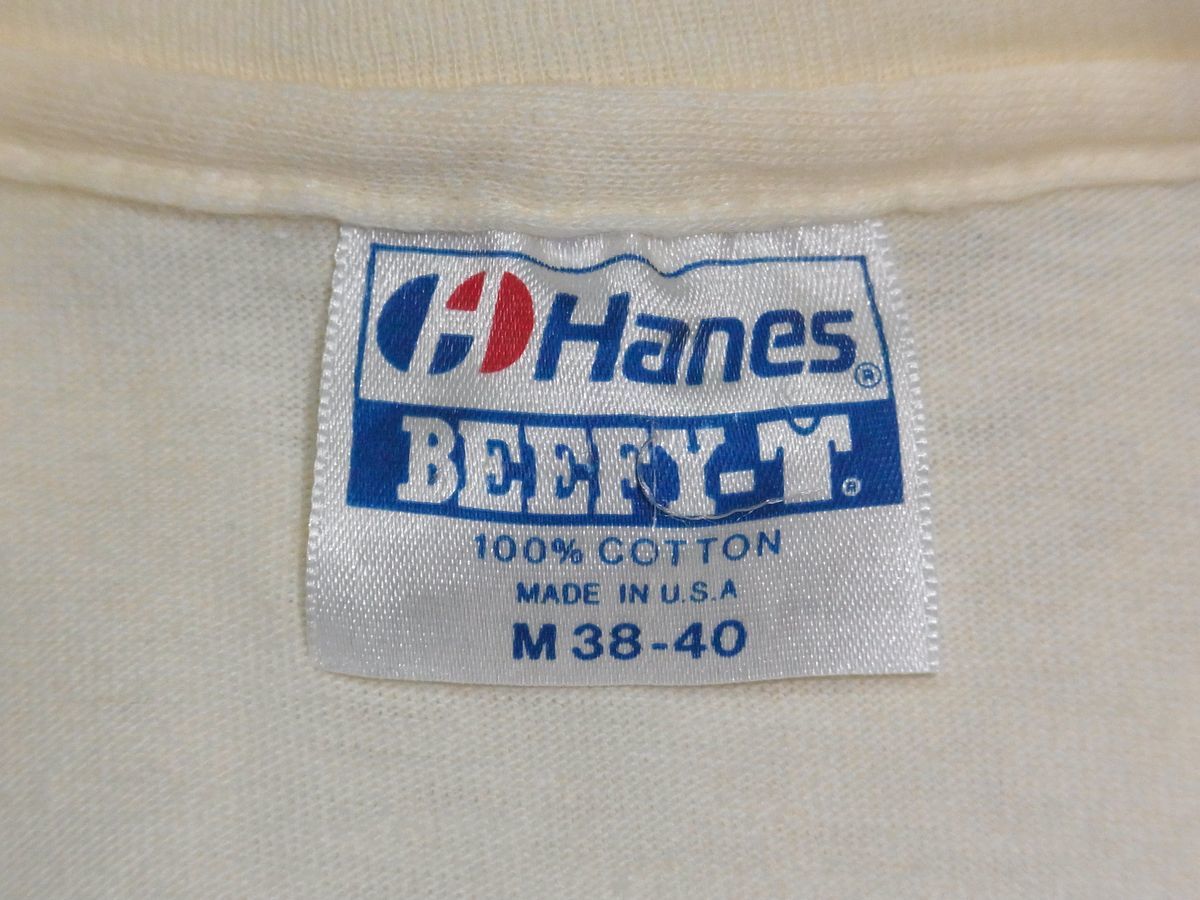 Hanes®
BEEFY-T®
100% COTTON
MADE IN U.S.A
M 38-40